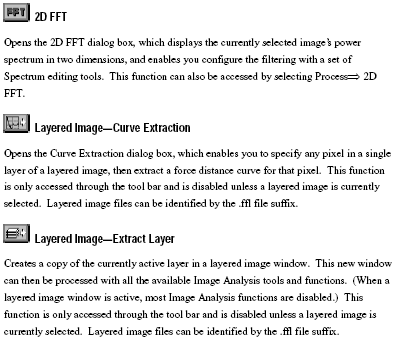 FFT 2D FFT
Opens the 2D FFT dialog box, which displays the currently selected image's power
spectrum in two dimensions, and enables you configure the filtering with a set of
Spectrum editing tools. This function can also be accessed by selecting Process⇒ 2D
FFT.
Layered Image—Curve Extraction
Opens the Curve Extraction dialog box, which enables you to specify any pixel in a single
layer of a layered image, then extract a force distance curve for that pixel. This function
is only accessed through the tool bar and is disabled unless a layered image is currently
selected. Layered image files can be identified by the .ffl file suffix.
Layered Image—Extract Layer
Creates a copy of the currently active layer in a layered image window. This new window
can then be processed with all the available Image Analysis tools and functions. (When a
layered image window is active, most Image Analysis functions are disabled.) This
function is only accessed through the tool bar and is disabled unless a layered image is
currently selected. Layered image files can be identified by the .ffl file suffix.